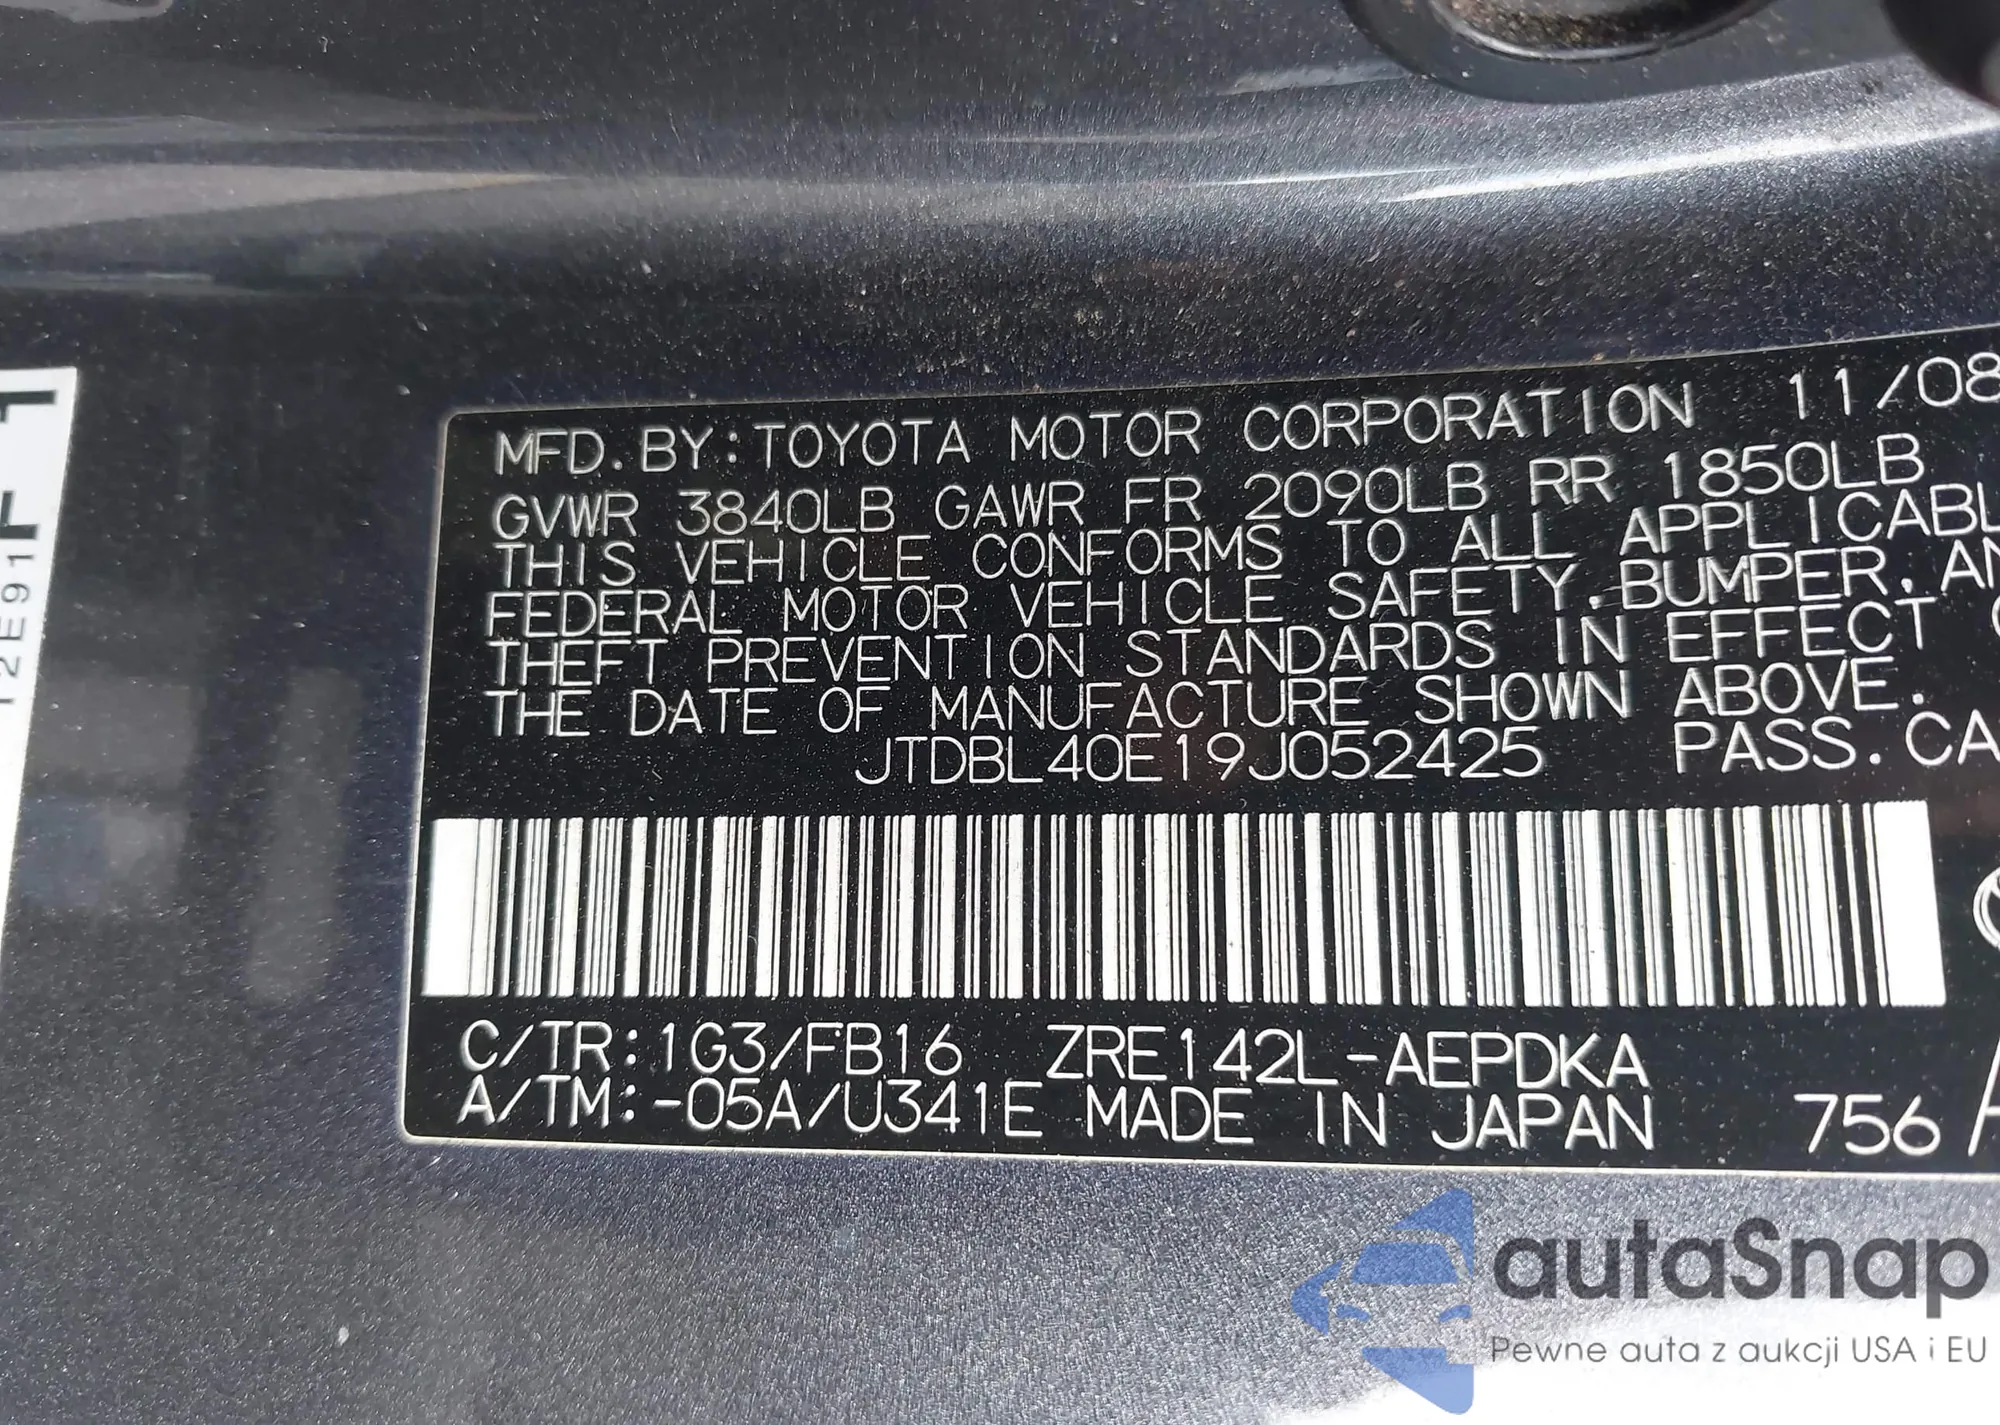 MFD.BY:TOYOTA MOTOR CORPORATION 11/08
GVWR 3840LB GAWR FR 2090LB RR 1850LB
THIS VEHICLE CONFORMS TO ALL APPLICABL
FEDERAL MOTOR VEHICLE SAFETY,BUMPER,AN
THEFT PREVENTION STANDARDS IN EFFECT
THE DATE OF MANUFACTURE SHOWN ABOVE.
JTDBL40E19J052425 PASS.CA
C/TR:1G3/FB16 ZRE142L-AEPDKA
A/TM:-05A/U341E MADE IN JAPAN 756
F 1
12E91
autoSnap
Pewne auta z aukcji USA i EU